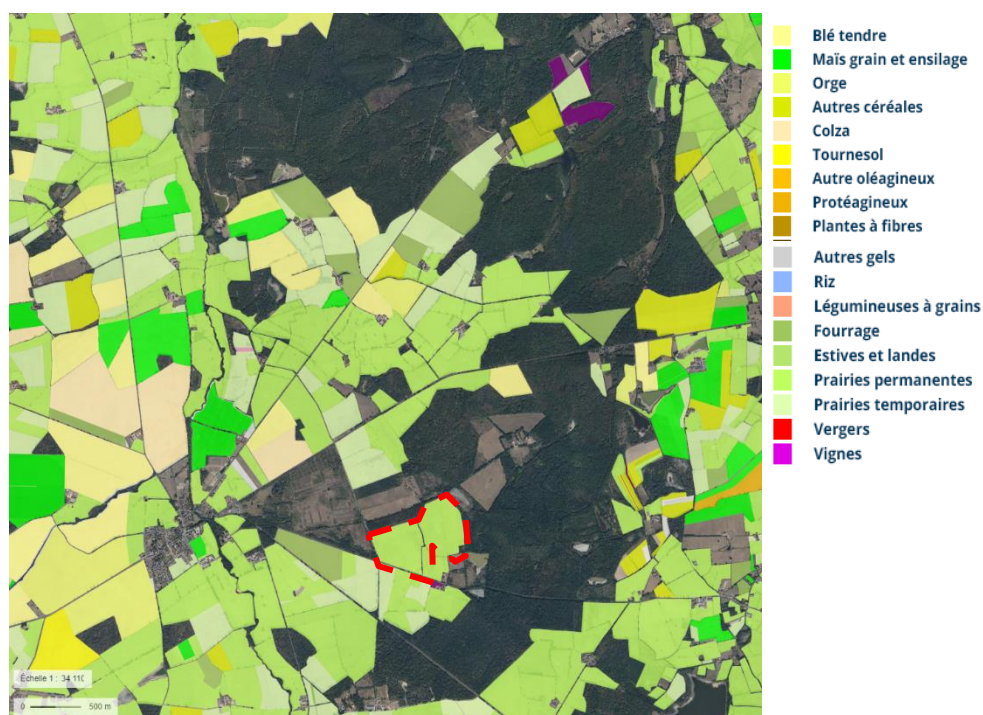 Blé tendre
Maïs grain et ensilage
Orge
Autres céréales
Colza
Tournesol
Autre oléagineux
Protéagineux
Plantes à fibres
Autres gels
Riz
Légumineuses à grains
Fourrage
Estives et landes
Prairies permanentes
Prairies temporaires
Vergers
Vignes
Échelle 1 : 34 110
0 500 m